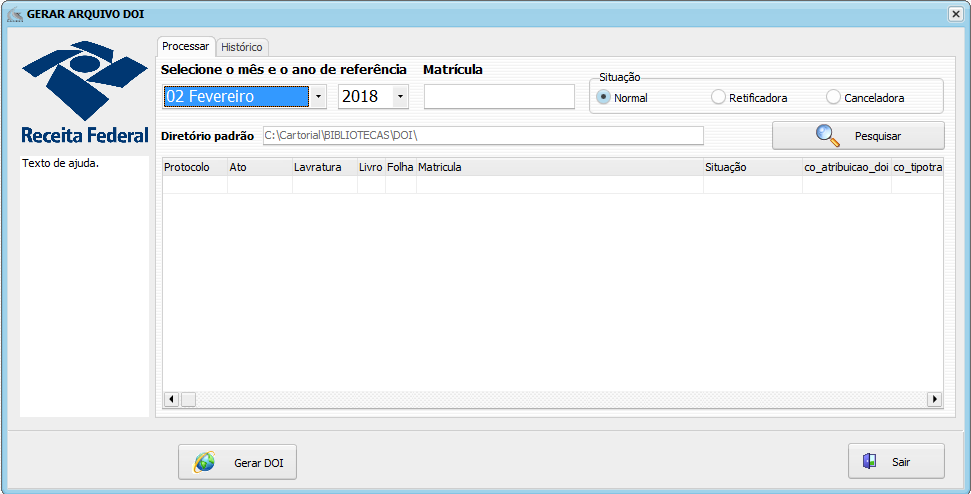 GERAR ARQUIVO DOI
Receita Federal
Texto de ajuda.
Processar Histórico
Selecione o mês e o ano de referência Matrícula
02 Fevereiro 2018
Situação
Normal Retificadora Canceladora
Diretório padrão C:\Cartorial\BIBLIOTECAS\DOI\ Pesquisar
Protocolo Ato Lavratura Livro Folha Matricula Situação co_atribuicao_doi co_tipotra
Gerar DOI Sair